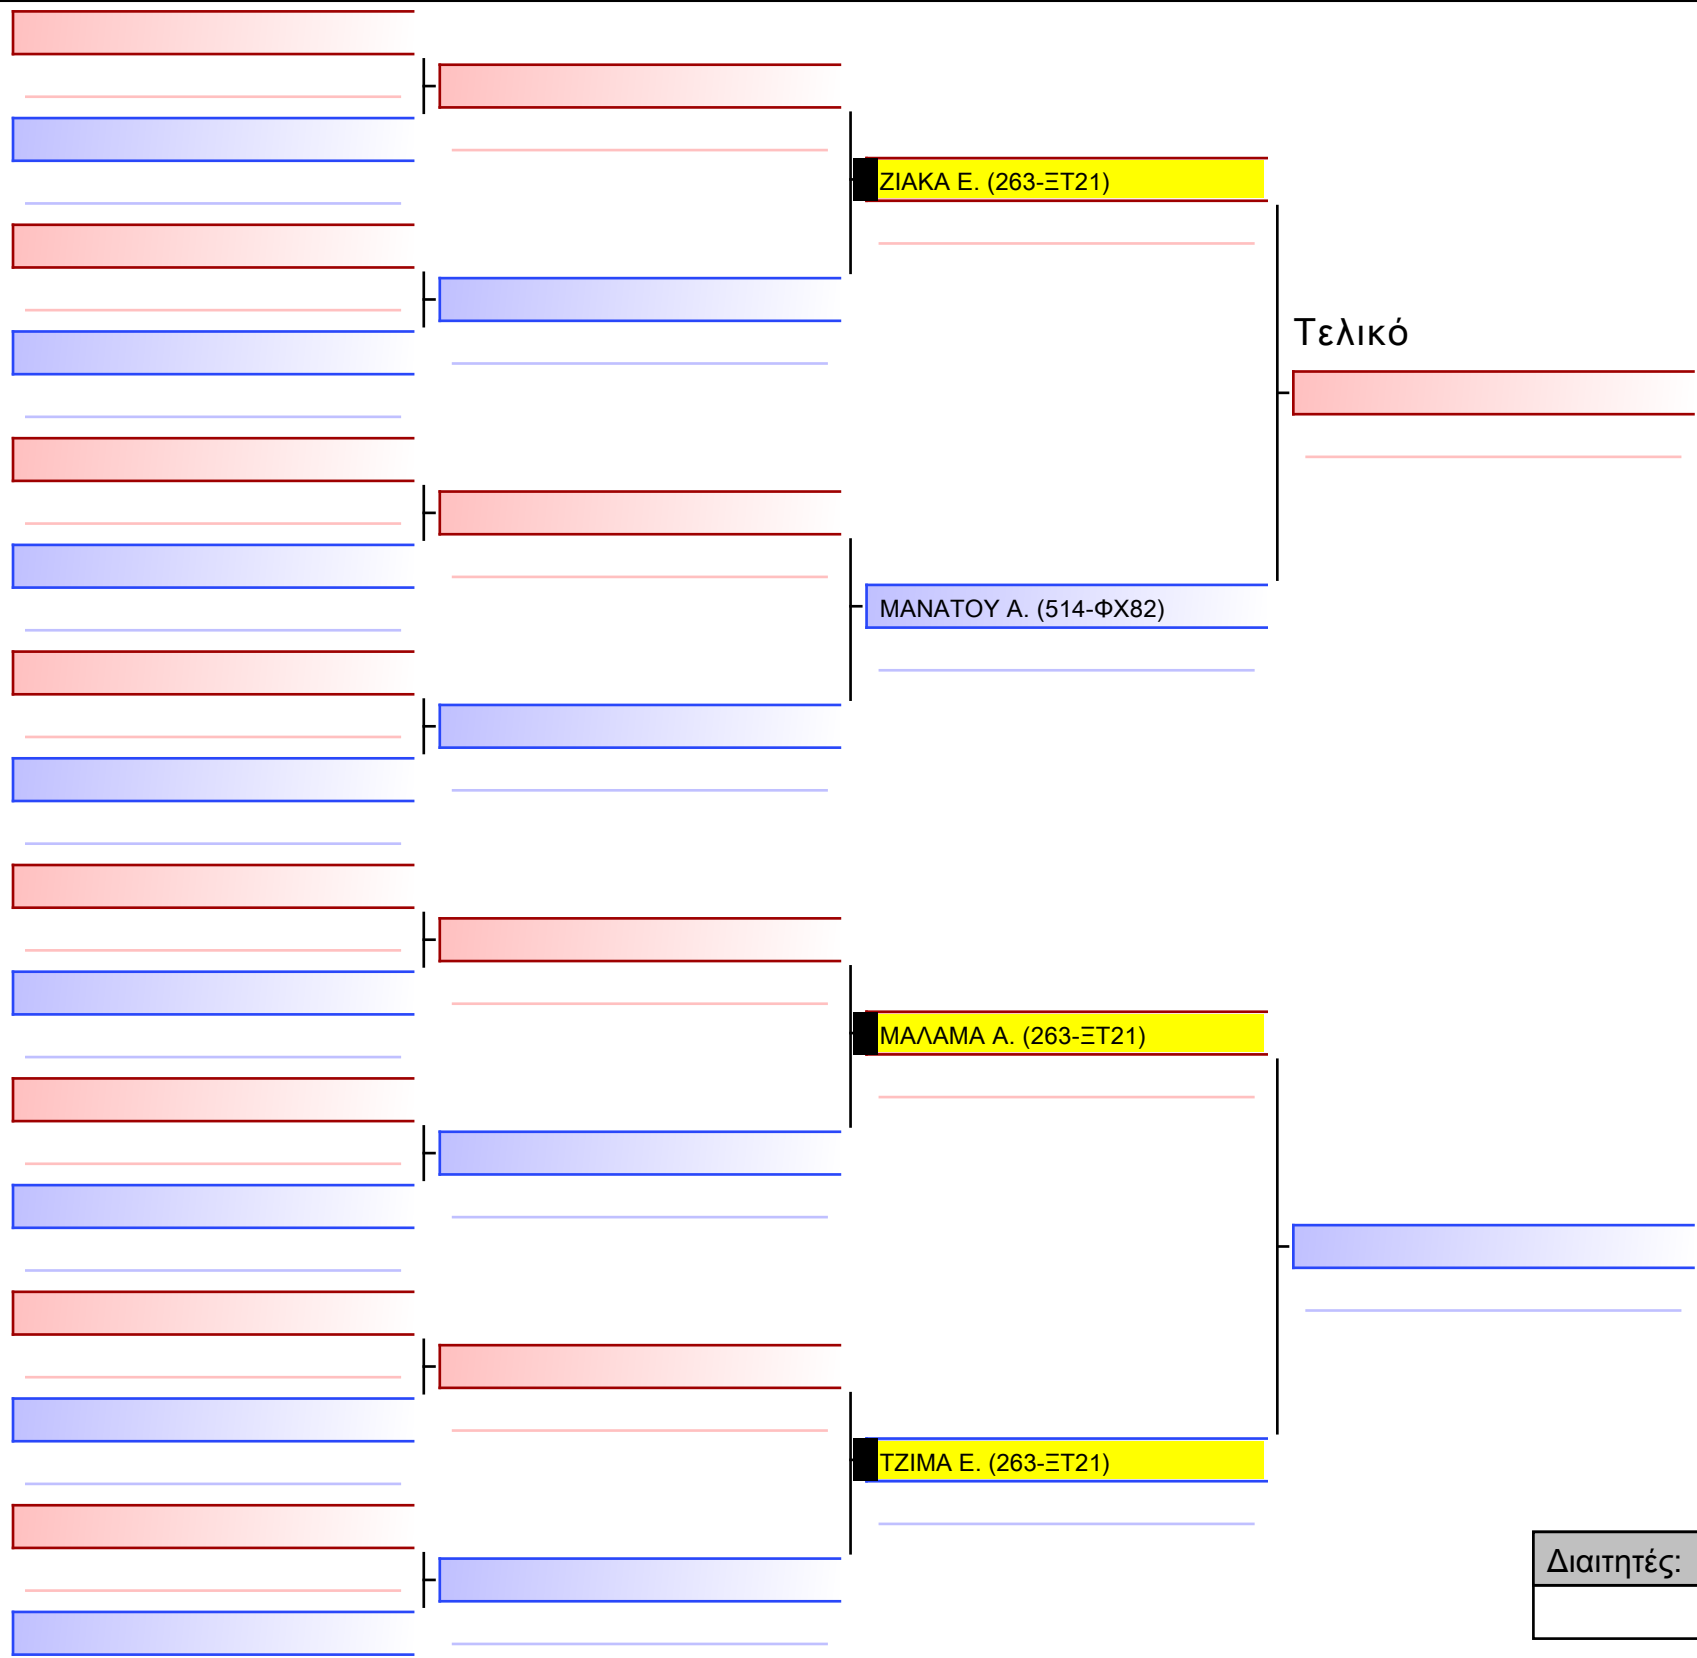 ΖΙΑΚΑ Ε. (263-ΞΤ21)
Τελικό
ΜΑΝΑΤΟΥ Α. (514-ΦΧ82)
ΜΑΛΑΜΑ Α. (263-ΞΤ21)
ΤΖΙΜΑ Ε. (263-ΞΤ21)
Διαιτητές: